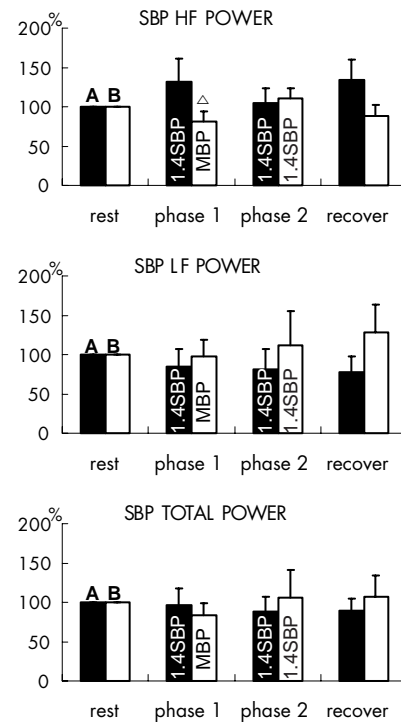 SBP HF POWER
%
200
150
100
50
0
A B
1.4SBP
MBP
△
1.4SBP
1.4SBP
rest phase 1 phase 2 recover
SBP LF POWER
%
200
150
100
50
0
A B
1.4SBP
MBP
1.4SBP
1.4SBP
rest phase 1 phase 2 recover
SBP TOTAL POWER
%
200
150
100
50
0
A B
1.4SBP
MBP
1.4SBP
1.4SBP
rest phase 1 phase 2 recover